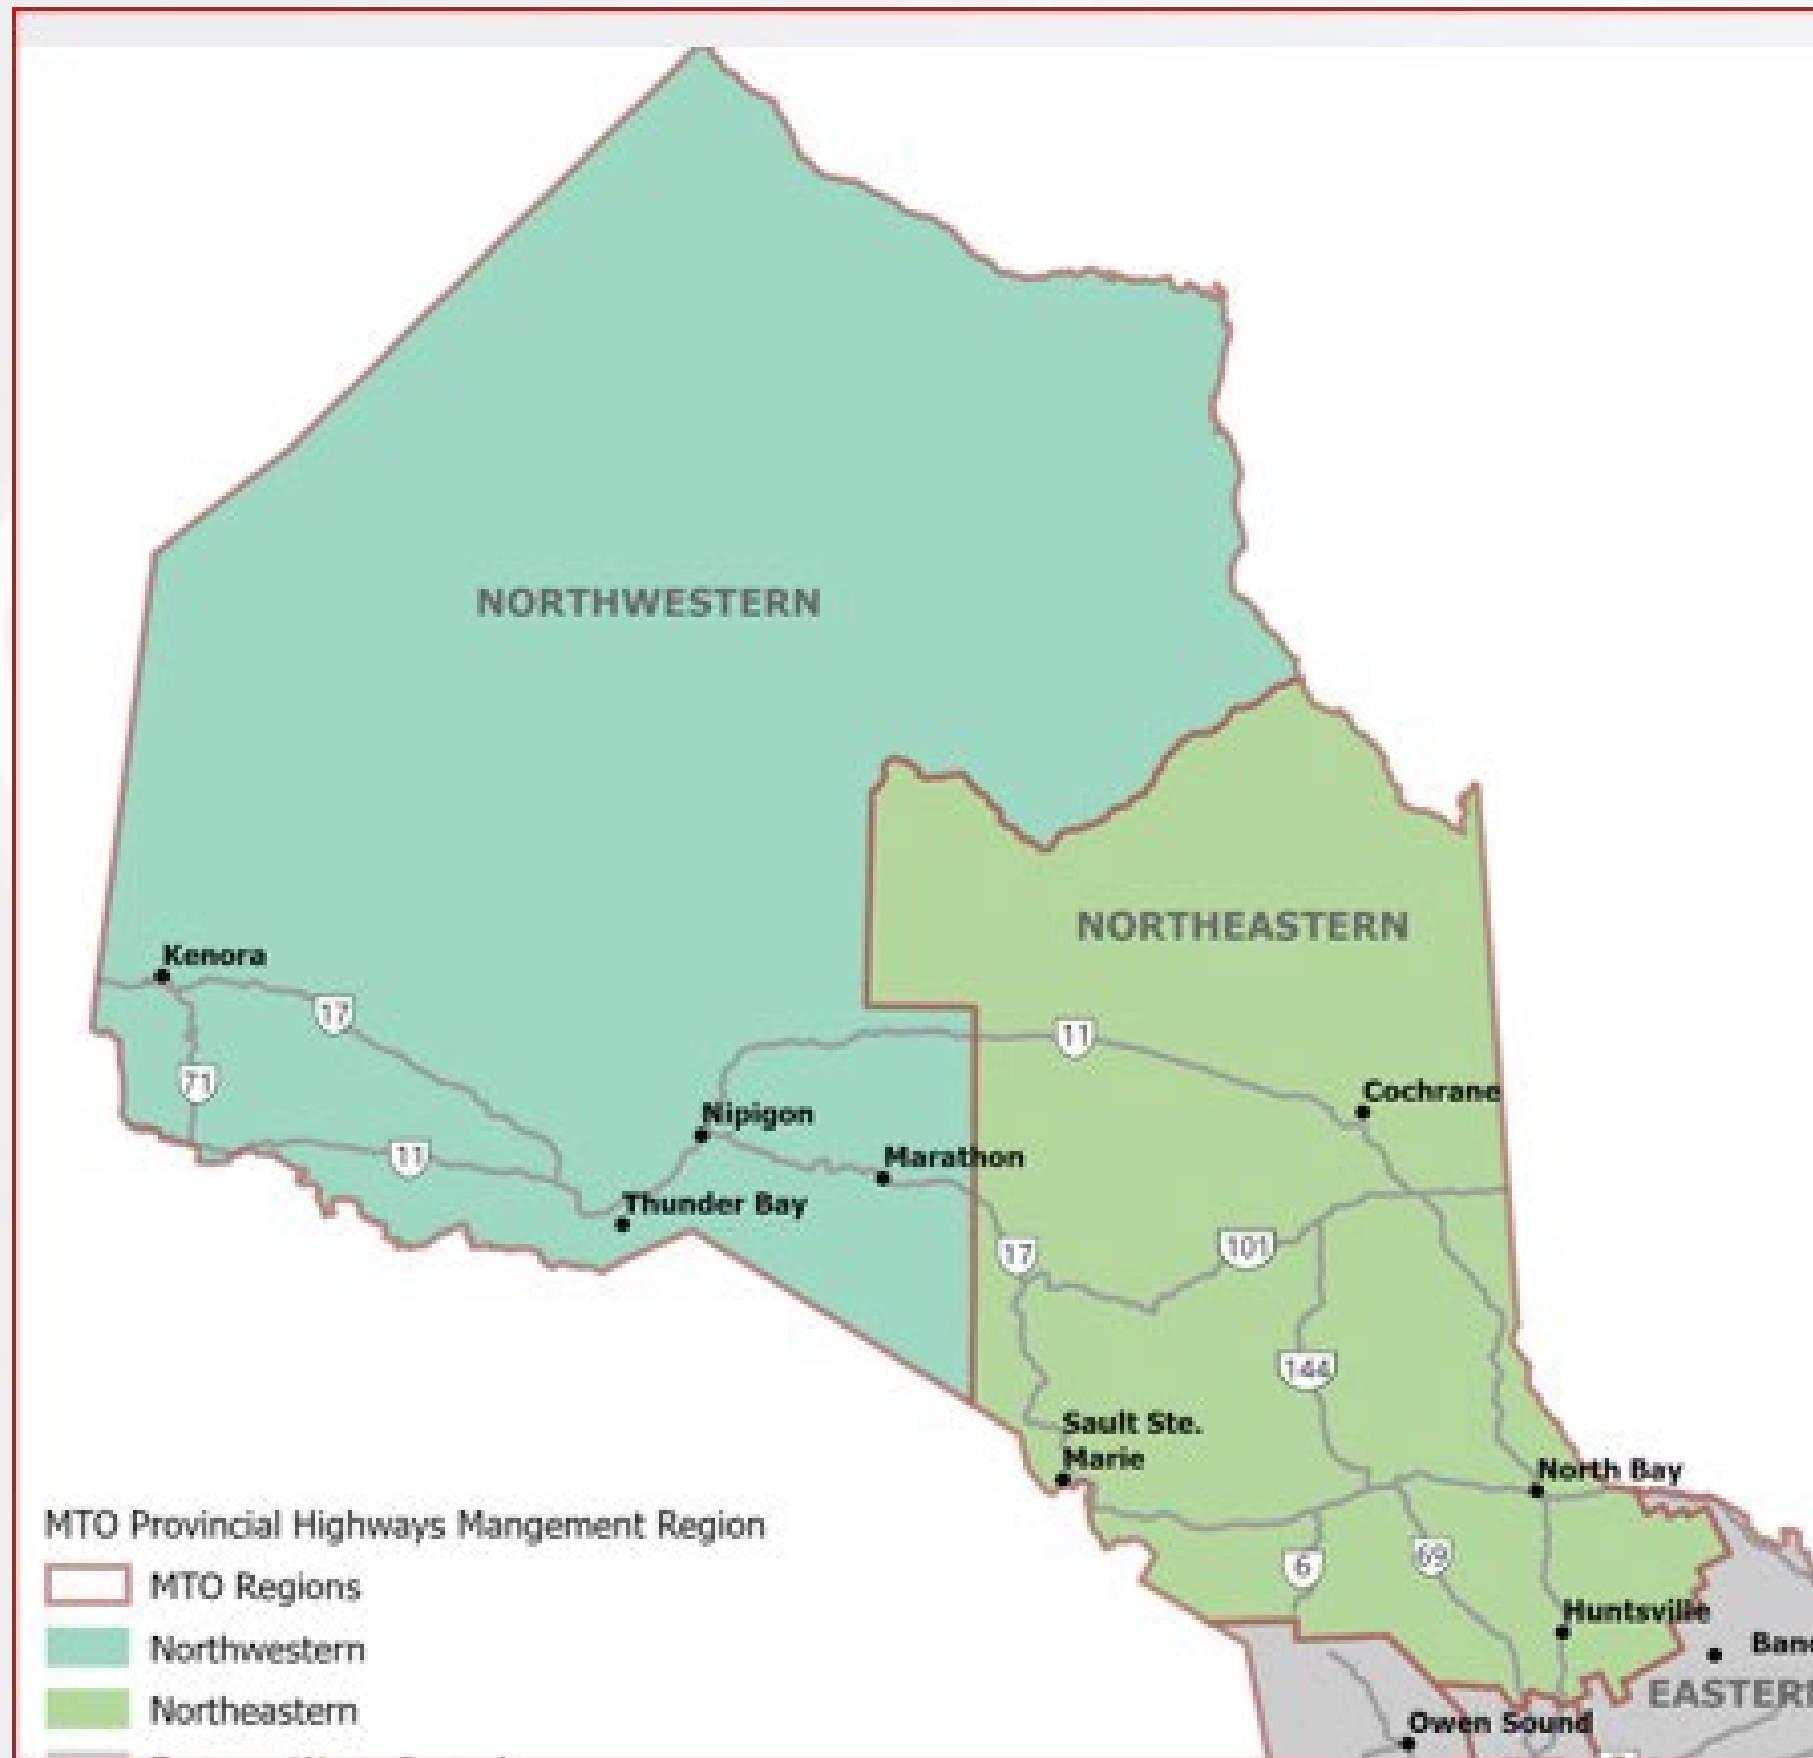 NORTHWESTERN
NORTHEASTERN
Kenora
17
11
71
Cochrane
Nipigon
11
Marathon
Thunder Bay
17
101
144
Sault Ste.
Marie
North Bay
MTO Provincial Highways Mangement Region
6
69
MTO Regions
Huntsville
Northwestern
EASTER
Northeastern
Owen Sound